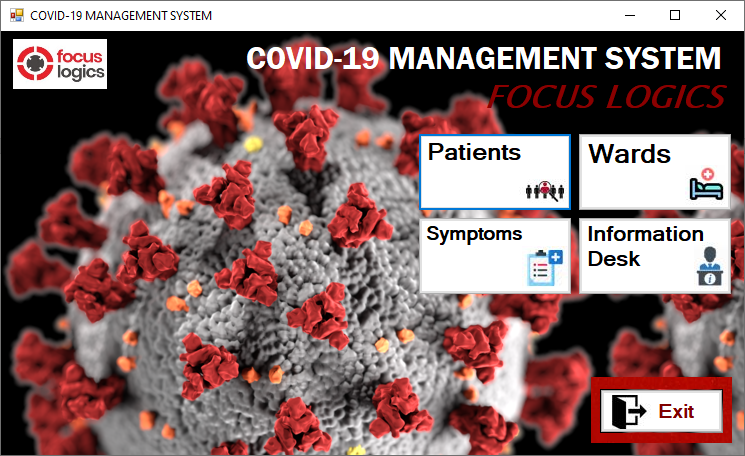 COVID-19 MANAGEMENT SYSTEM
focus
logics
COVID-19 MANAGEMENT SYSTEM
FOCUS LOGICS
Patients
Wards
Symptoms
Information
Desk
Exit